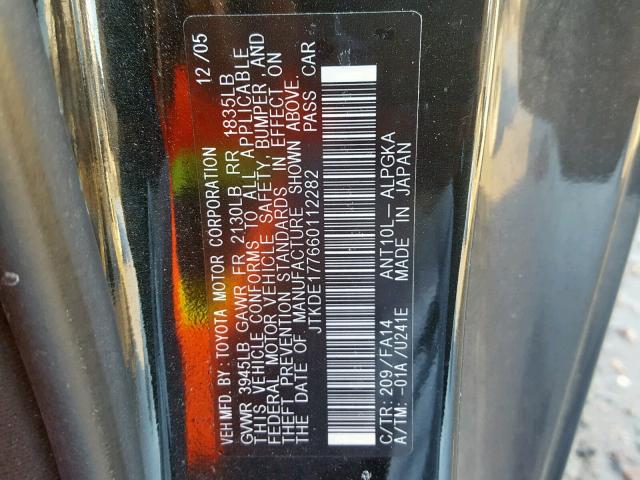 VEH MFD. BY: TOYOTA MOTOR CORPORATION 12/05
GVWR 3945LB GAWR FR 2130LB RR 1835LB
THIS VEHICLE CONFORMS TO ALL APPLICABLE
FEDERAL MOTOR VEHICLE SAFETY, BUMPER, AND
THEFT PREVENTION STANDARDS IN EFFECT ON
THE DATE OF MANUFACTURE SHOWN ABOVE.
JTKDE177660112282 PASS CAR
C/TR: 209/FA14 ANT10L-ALPGKA
A/TM: -01A/U241E MADE IN JAPAN